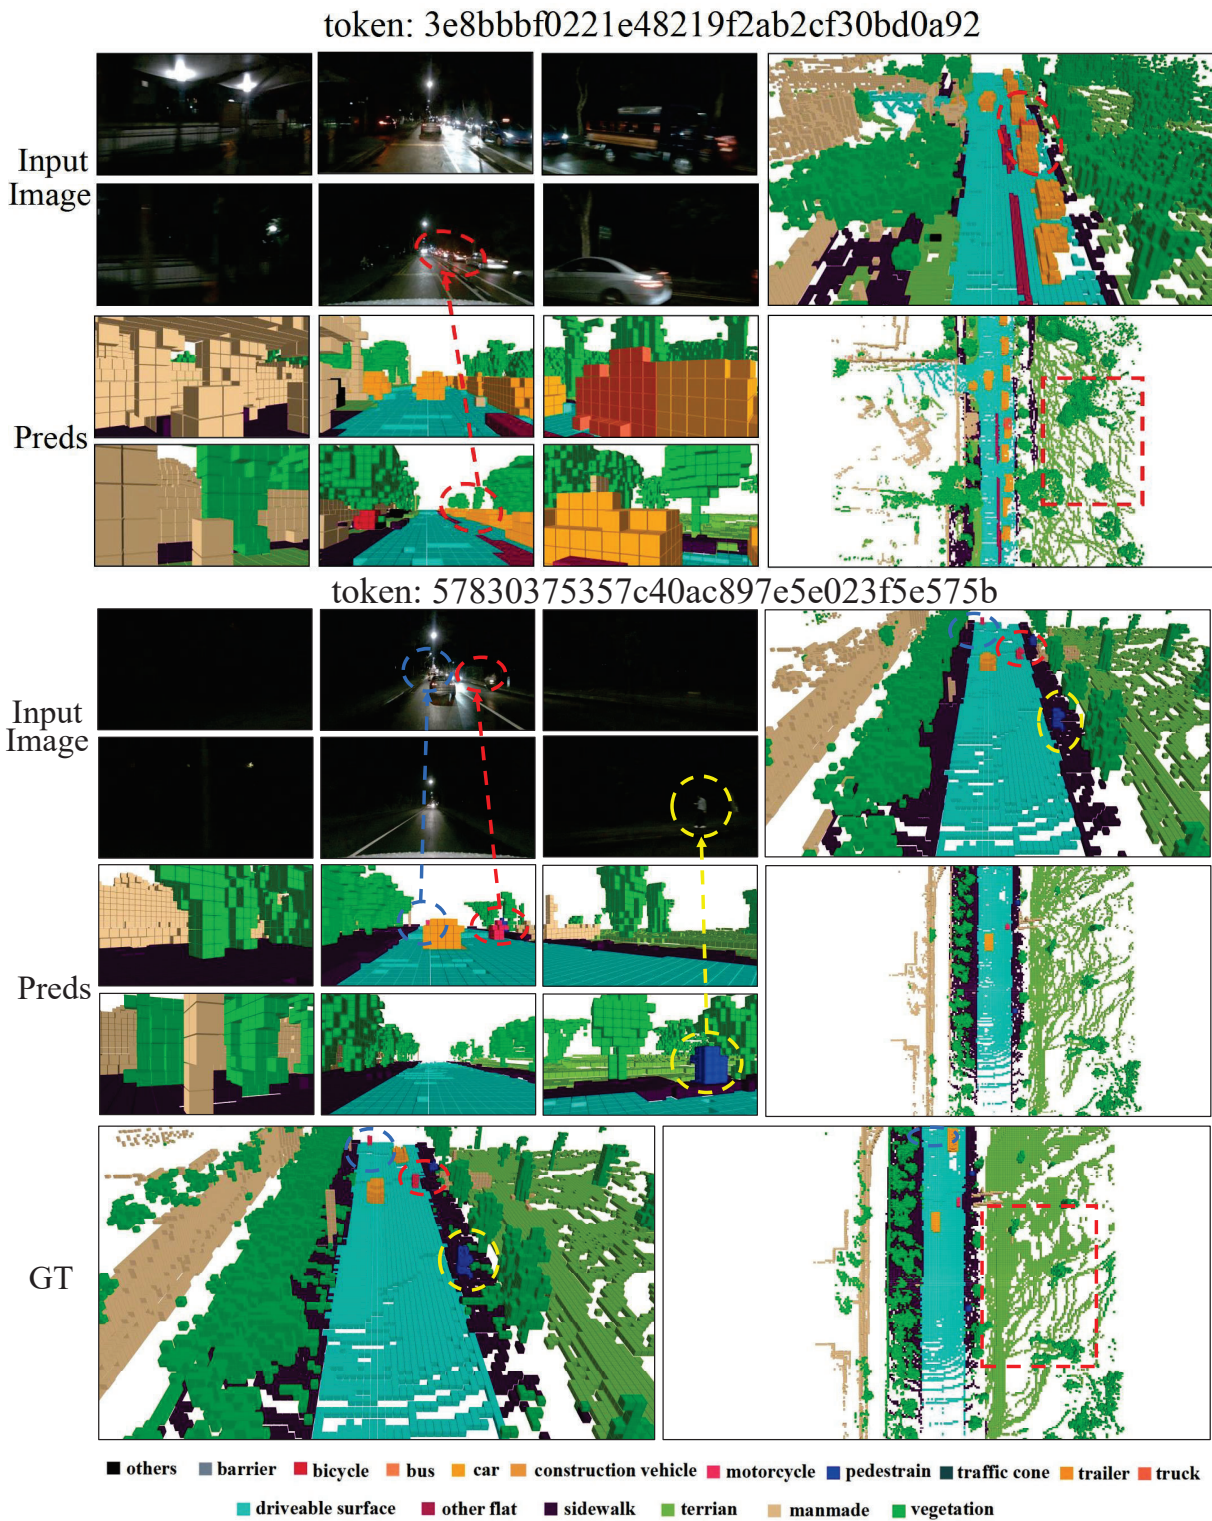 token: 3e8bbbf0221e48219f2ab2cf30bd0a92
Input
Image
Preds
token: 57830375357c40ac897e5e023f5e575b
Input
Image
Preds
GT
others barrier bicycle bus car construction vehicle motorcycle pedestrain traffic cone trailer truck
driveable surface other flat sidewalk terrian manmade vegetation